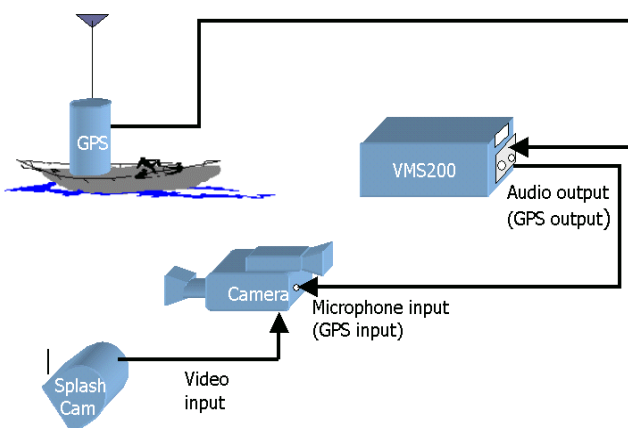 GPS
VMS200
Audio output
(GPS output)
Camera
Microphone input
(GPS input)
Splash
Cam
Video
input